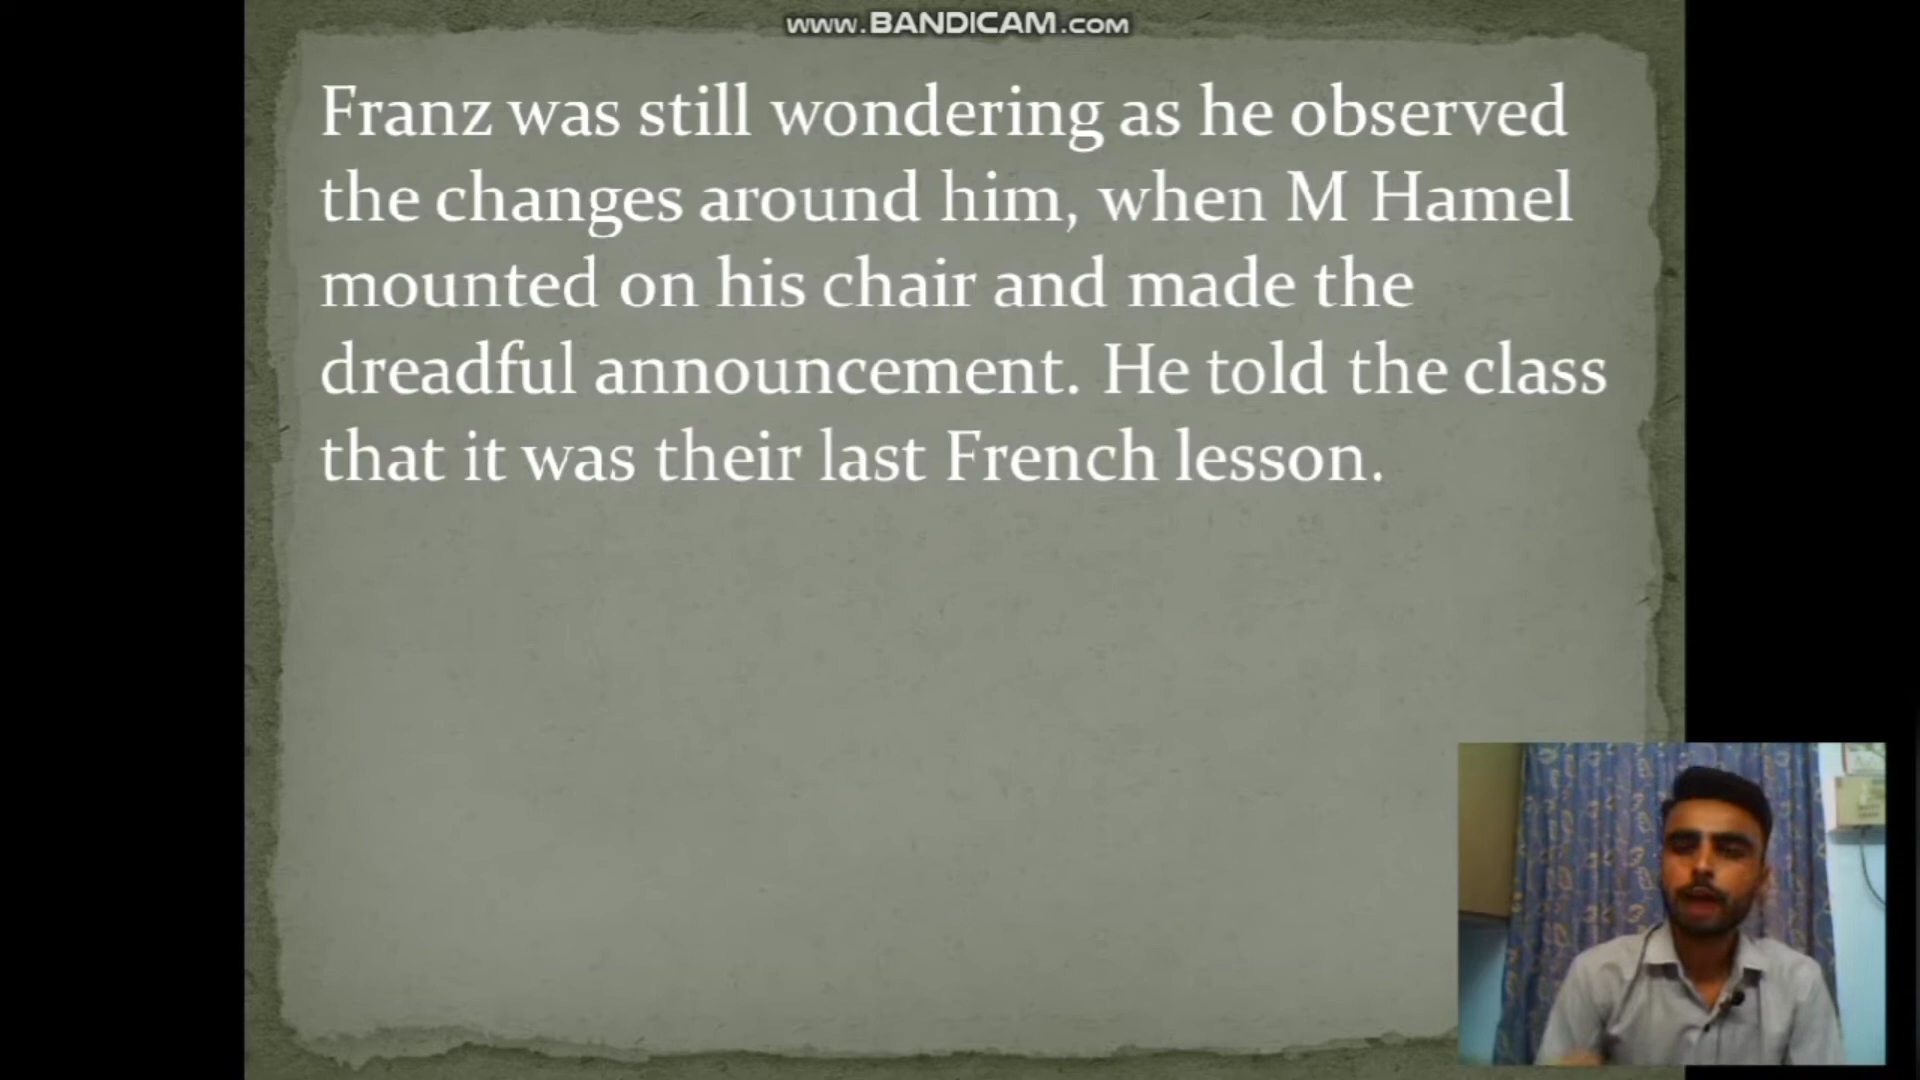 www.BANDICAM.com
Franz was still wondering as he observed
the changes around him, when M Hamel
mounted on his chair and made the
dreadful announcement. He told the class
that it was their last French lesson.